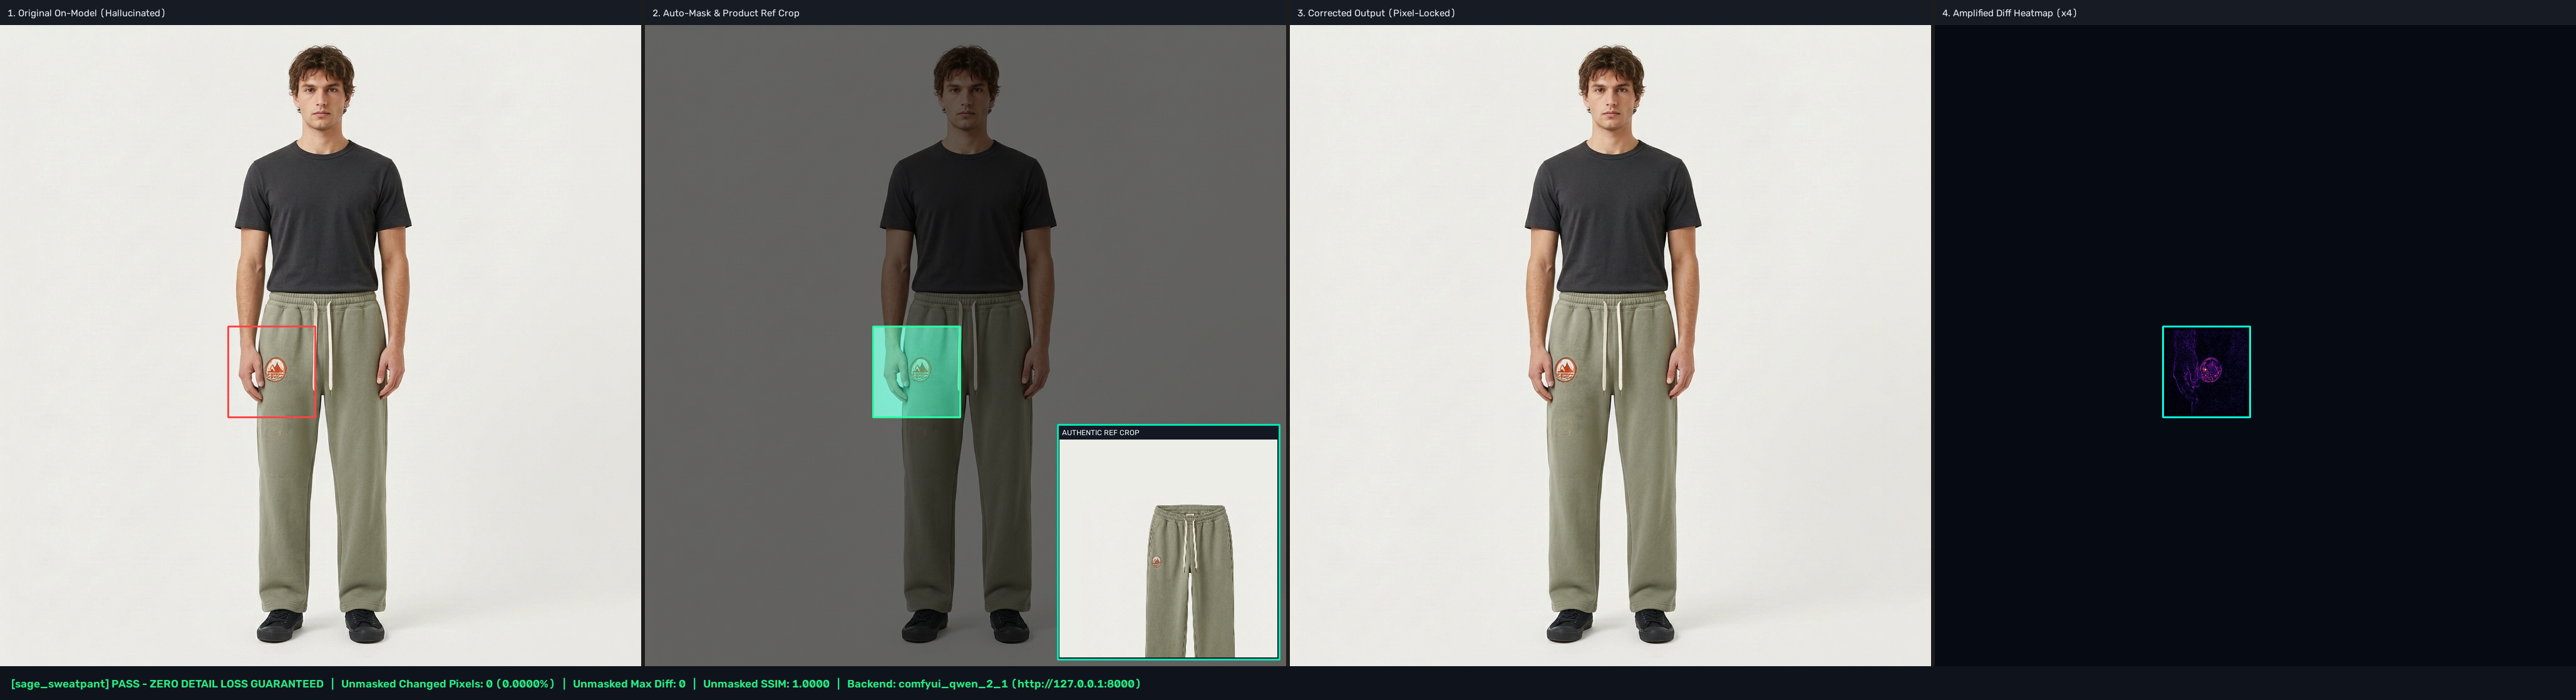 1. Original On-Model (Hallucinated)
2. Auto-Mask & Product Ref Crop
3. Corrected Output (Pixel-Locked)
4. Amplified Diff Heatmap (x4)
AUTHENTIC REF CROP
[sage_sweatpant] PASS - ZERO DETAIL LOSS GUARANTEED | Unmasked Changed Pixels: 0 (0.0000%) | Unmasked Max Diff: 0 | Unmasked SSIM: 1.0000 | Backend: comfyui_qwen_2_1 (http://127.0.0.1:8000)